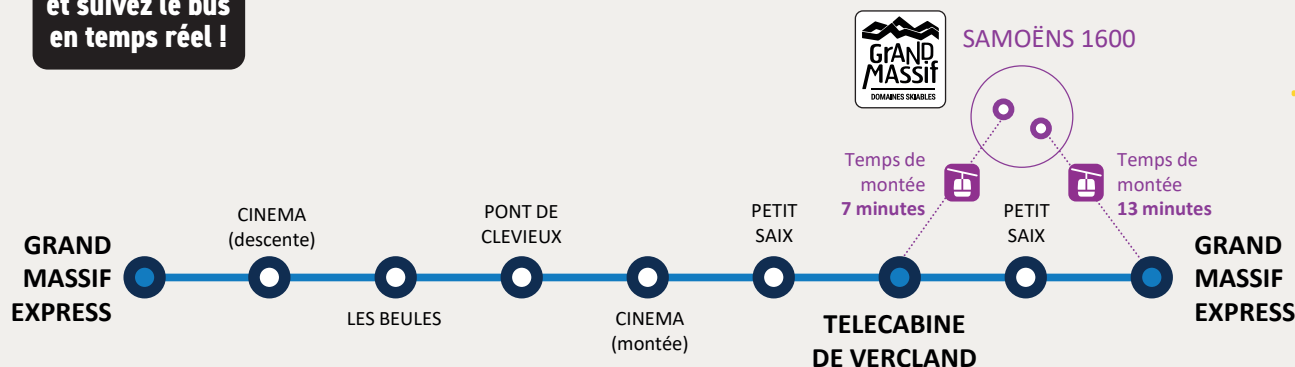 et suivez le bus
en temps réel !
GrAND
MASSif
DOMAINES SKIABLES
SAMOËNS 1600
Temps de
montée
7 minutes
Temps de
montée
13 minutes
GRAND
MASSIF
EXPRESS
CINEMA
(descente)
LES BEULES
PONT DE
CLEVIEUX
CINEMA
(montée)
PETIT
SAIX
TELECABINE
DE VERCLAND
PETIT
SAIX
GRAND
MASSIF
EXPRESS